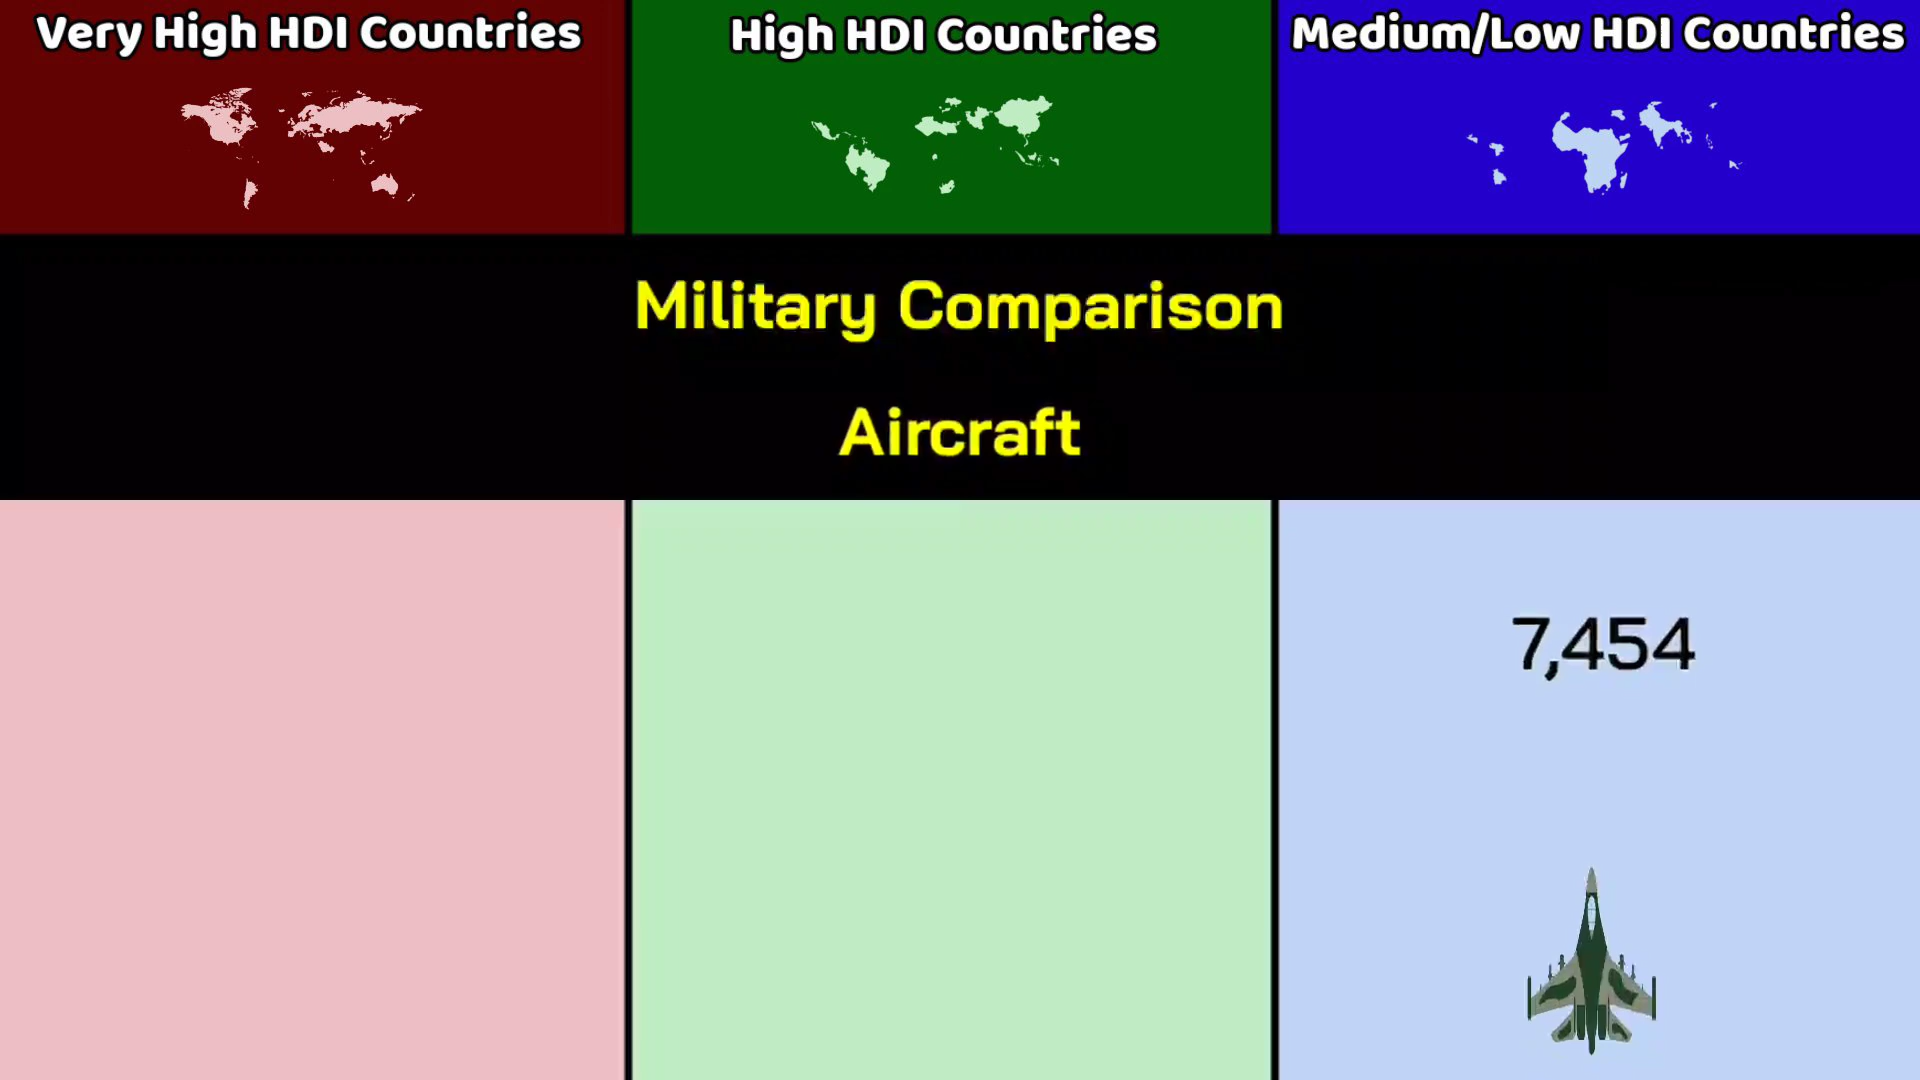 Very High HDI Countries
High HDI Countries
Medium/Low HDI Countries
Military Comparison
Aircraft
7,454